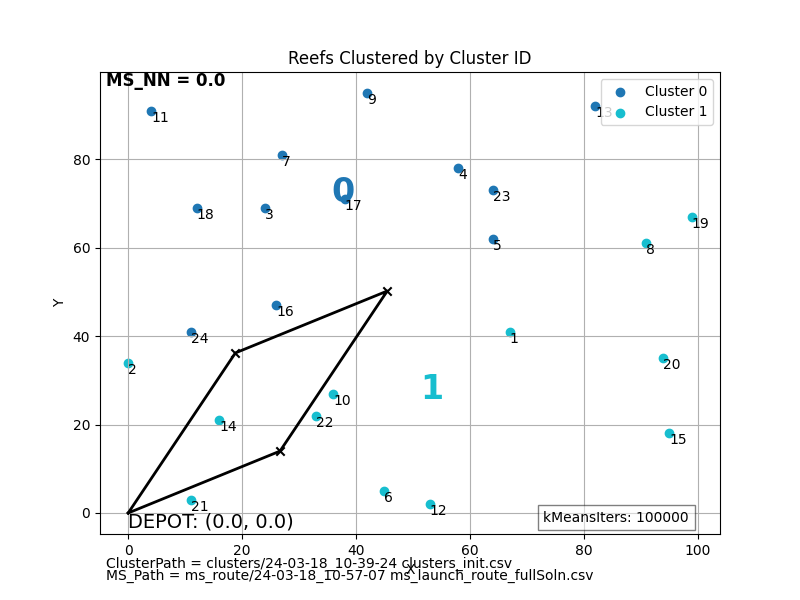 Reefs Clustered by Cluster ID
MS_NN = 0.0
Cluster 0
Cluster 1
9
11
13
7
4
0
23
18
3
17
19
5
8
16
24
1
2
20
1
10
14
22
15
6
21
12
DEPOT: (0.0, 0.0)
kMeansIters: 100000
80
60
40
20
0
Y
0 20 40 60 80 100
X
ClusterPath = clusters/24-03-18_10-39-24 clusters_init.csv
MS_Path = ms_route/24-03-18_10-57-07 ms_launch_route_fullSoln.csv